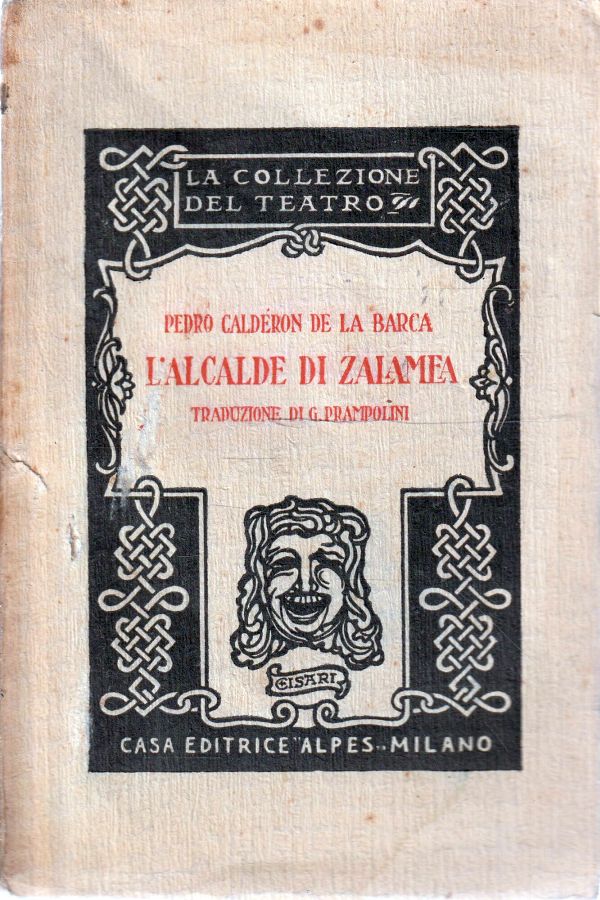 LA COLLEZIONE
DEL TEATRO
PEDRO CALDÉRON DE LA BARCA
L'ALCALDE DI ZALAMEA
TRADUZIONE DI G. PRAMPOLINI
CISARI
CASA EDITRICE "ALPES„ - MILANO